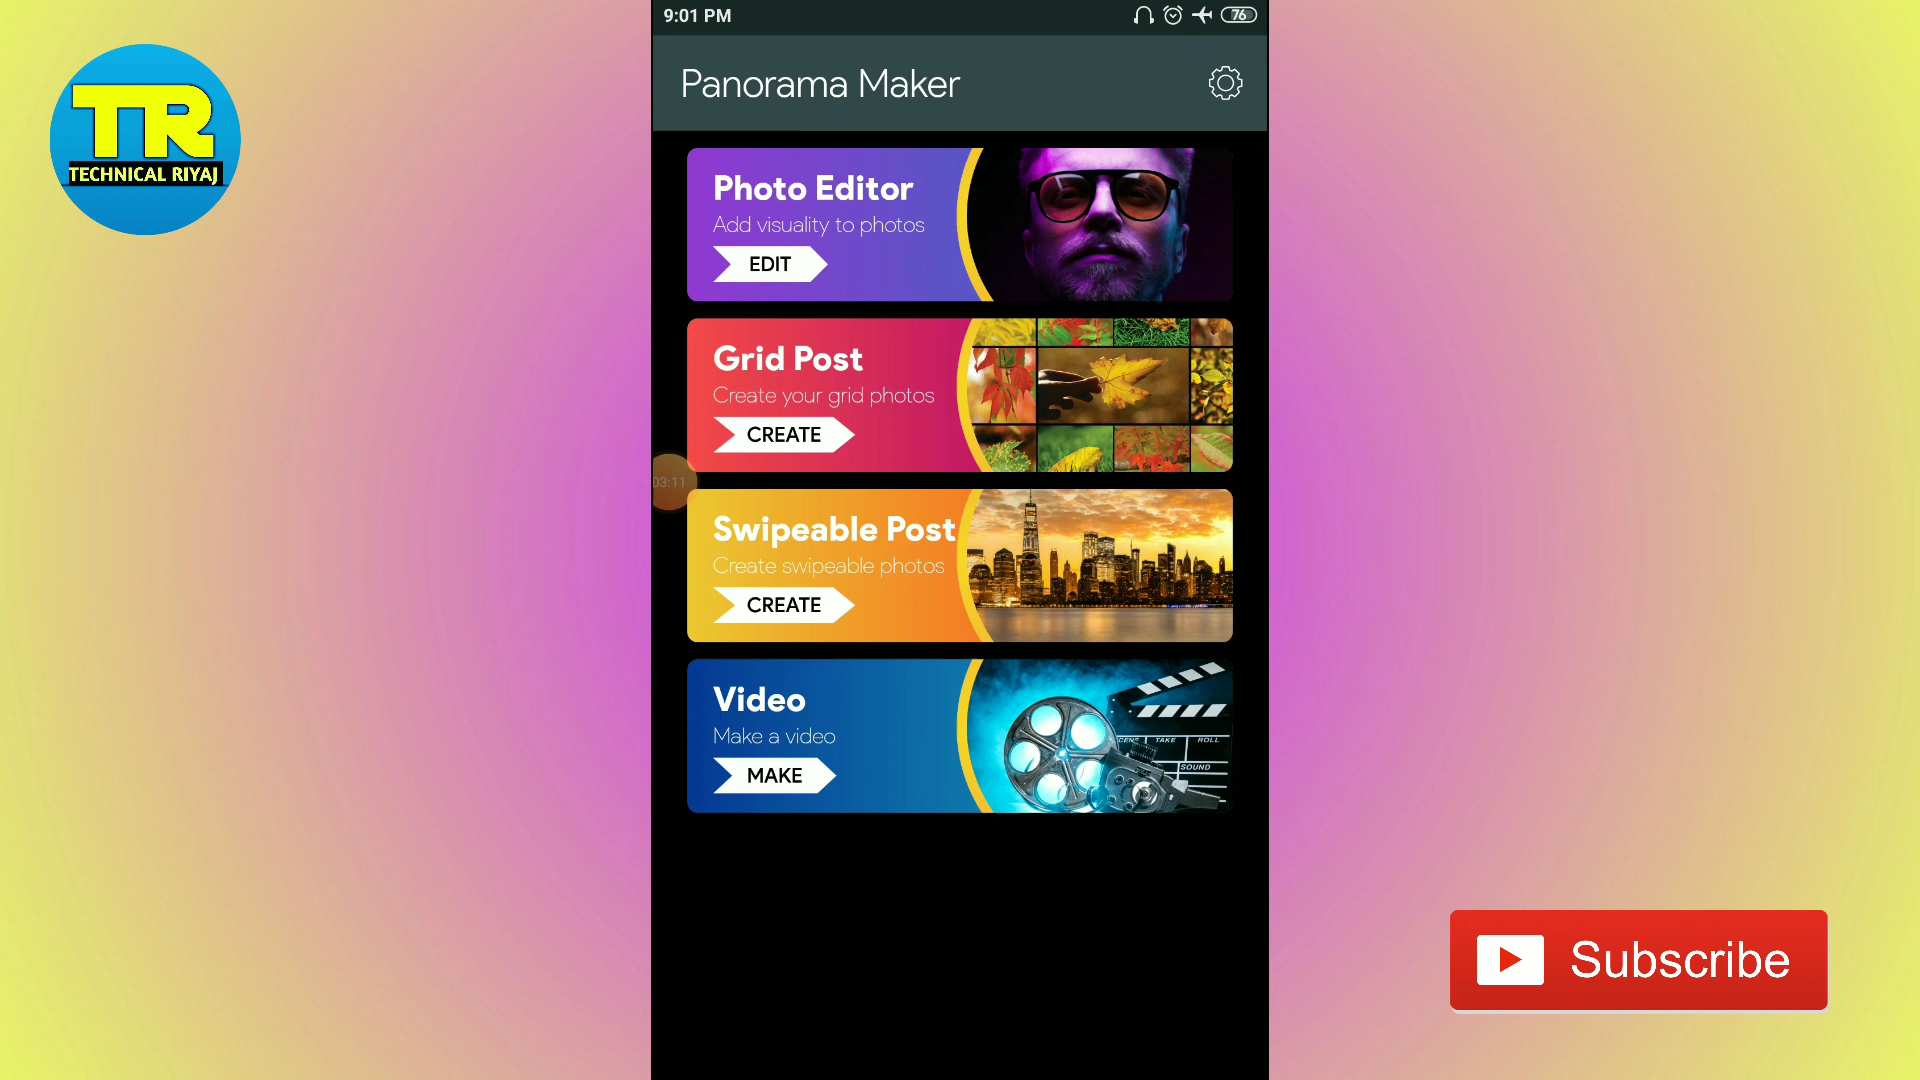 9:01 PM
76
TR
TECHNICAL RIYAJ
Panorama Maker
Photo Editor
Add visuality to photos
EDIT
Grid Post
Create your grid photos
CREATE
03:11
Swipeable Post
Create swipeable photos
CREATE
Video
Make a video
MAKE
SCENE TAKE ROLL
SOUND
Subscribe